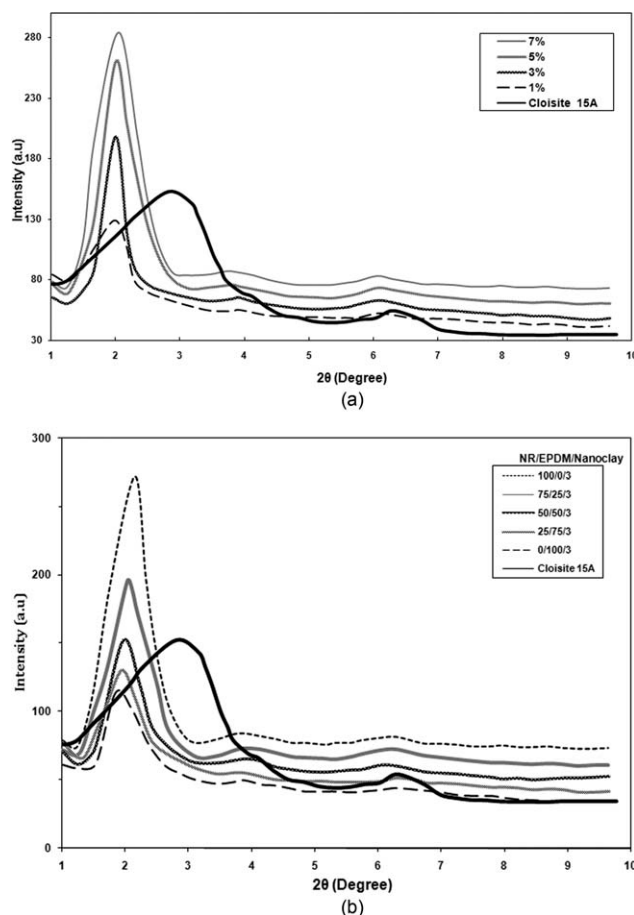 280
230
180
130
80
30
Intensity (a.u)
7%
5%
3%
1%
Cloisite 15A
1 2 3 4 5 6 7 8 9 10
2θ (Degree)
(a)
300
200
100
0
Intensity (a.u)
NR/EPDM/Nanoclay
100/0/3
75/25/3
50/50/3
25/75/3
0/100/3
Cloisite 15A
1 2 3 4 5 6 7 8 9 10
2θ (Degree)
(b)